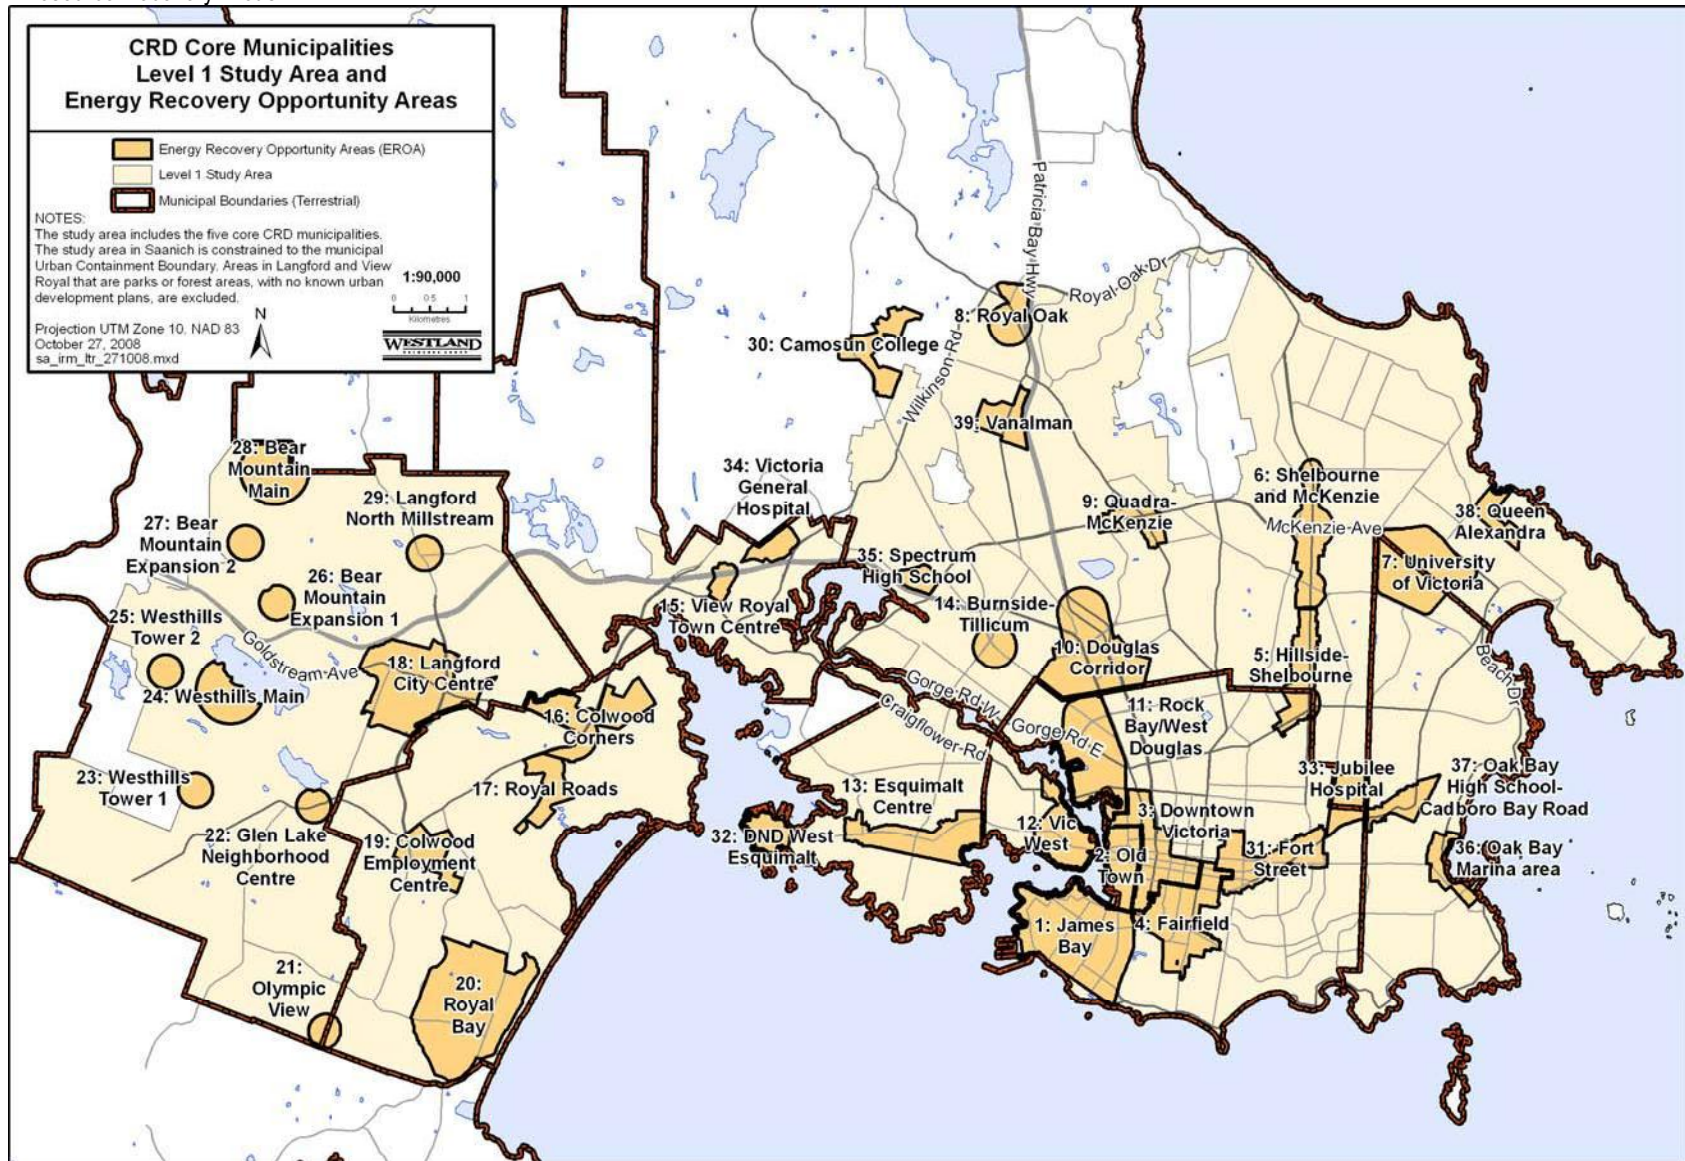 CRD Core Municipalities
Level 1 Study Area and
Energy Recovery Opportunity Areas
Energy Recovery Opportunity Areas (EROA)
Level 1 Study Area
Municipal Boundaries (Terrestrial)
NOTES:
The study area includes the five core CRD municipalities.
The study area in Saanich is constrained to the municipal
Urban Containment Boundary. Areas in Langford and View
Royal that are parks or forest areas, with no known urban
development plans, are excluded.
1:90,000
0 0.5 1
Kilometres
N
Projection UTM Zone 10. NAD 83
October 27, 2008
sa_irm_ltr_271008.mxd
WESTLAND
Patricia Bay Hwy
Royal Oak Dr
8: Royal Oak
30: Camosun College
Wilkinson Rd
39: Vanalman
28: Bear
Mountain
Main
34: Victoria
General
Hospital
6: Shelbourne
and McKenzie
29: Langford
North Millstream
9: Quadra-
McKenzie
McKenzie Ave
38: Queen
Alexandra
27: Bear
Mountain
Expansion 2
35: Spectrum
High School
7: University
of Victoria
26: Bear
Mountain
Expansion 1
15: View Royal
Town Centre
14: Burnside-
Tillicum
25: Westhills
Tower 2
Goldstream Ave
10: Douglas
Corridor
5: Hillside-
Shelbourne
Beach Dr
18: Langford
City Centre
24: Westhills Main
Gorge Rd W
Craigflower Rd
Gorge Rd E
16: Colwood
Corners
11: Rock
Bay/West
Douglas
23: Westhills
Tower 1
17: Royal Roads
13: Esquimalt
Centre
33: Jubilee
Hospital
37: Oak Bay
High School-
Cadboro Bay Road
22: Glen Lake
Neighborhood
Centre
19: Colwood
Employment
Centre
32: DND West
Esquimalt
12: Vic
West
3: Downtown
Victoria
2: Old
Town
31: Fort
Street
36: Oak Bay
Marina area
1: James
Bay
4: Fairfield
21:
Olympic
View
20:
Royal
Bay